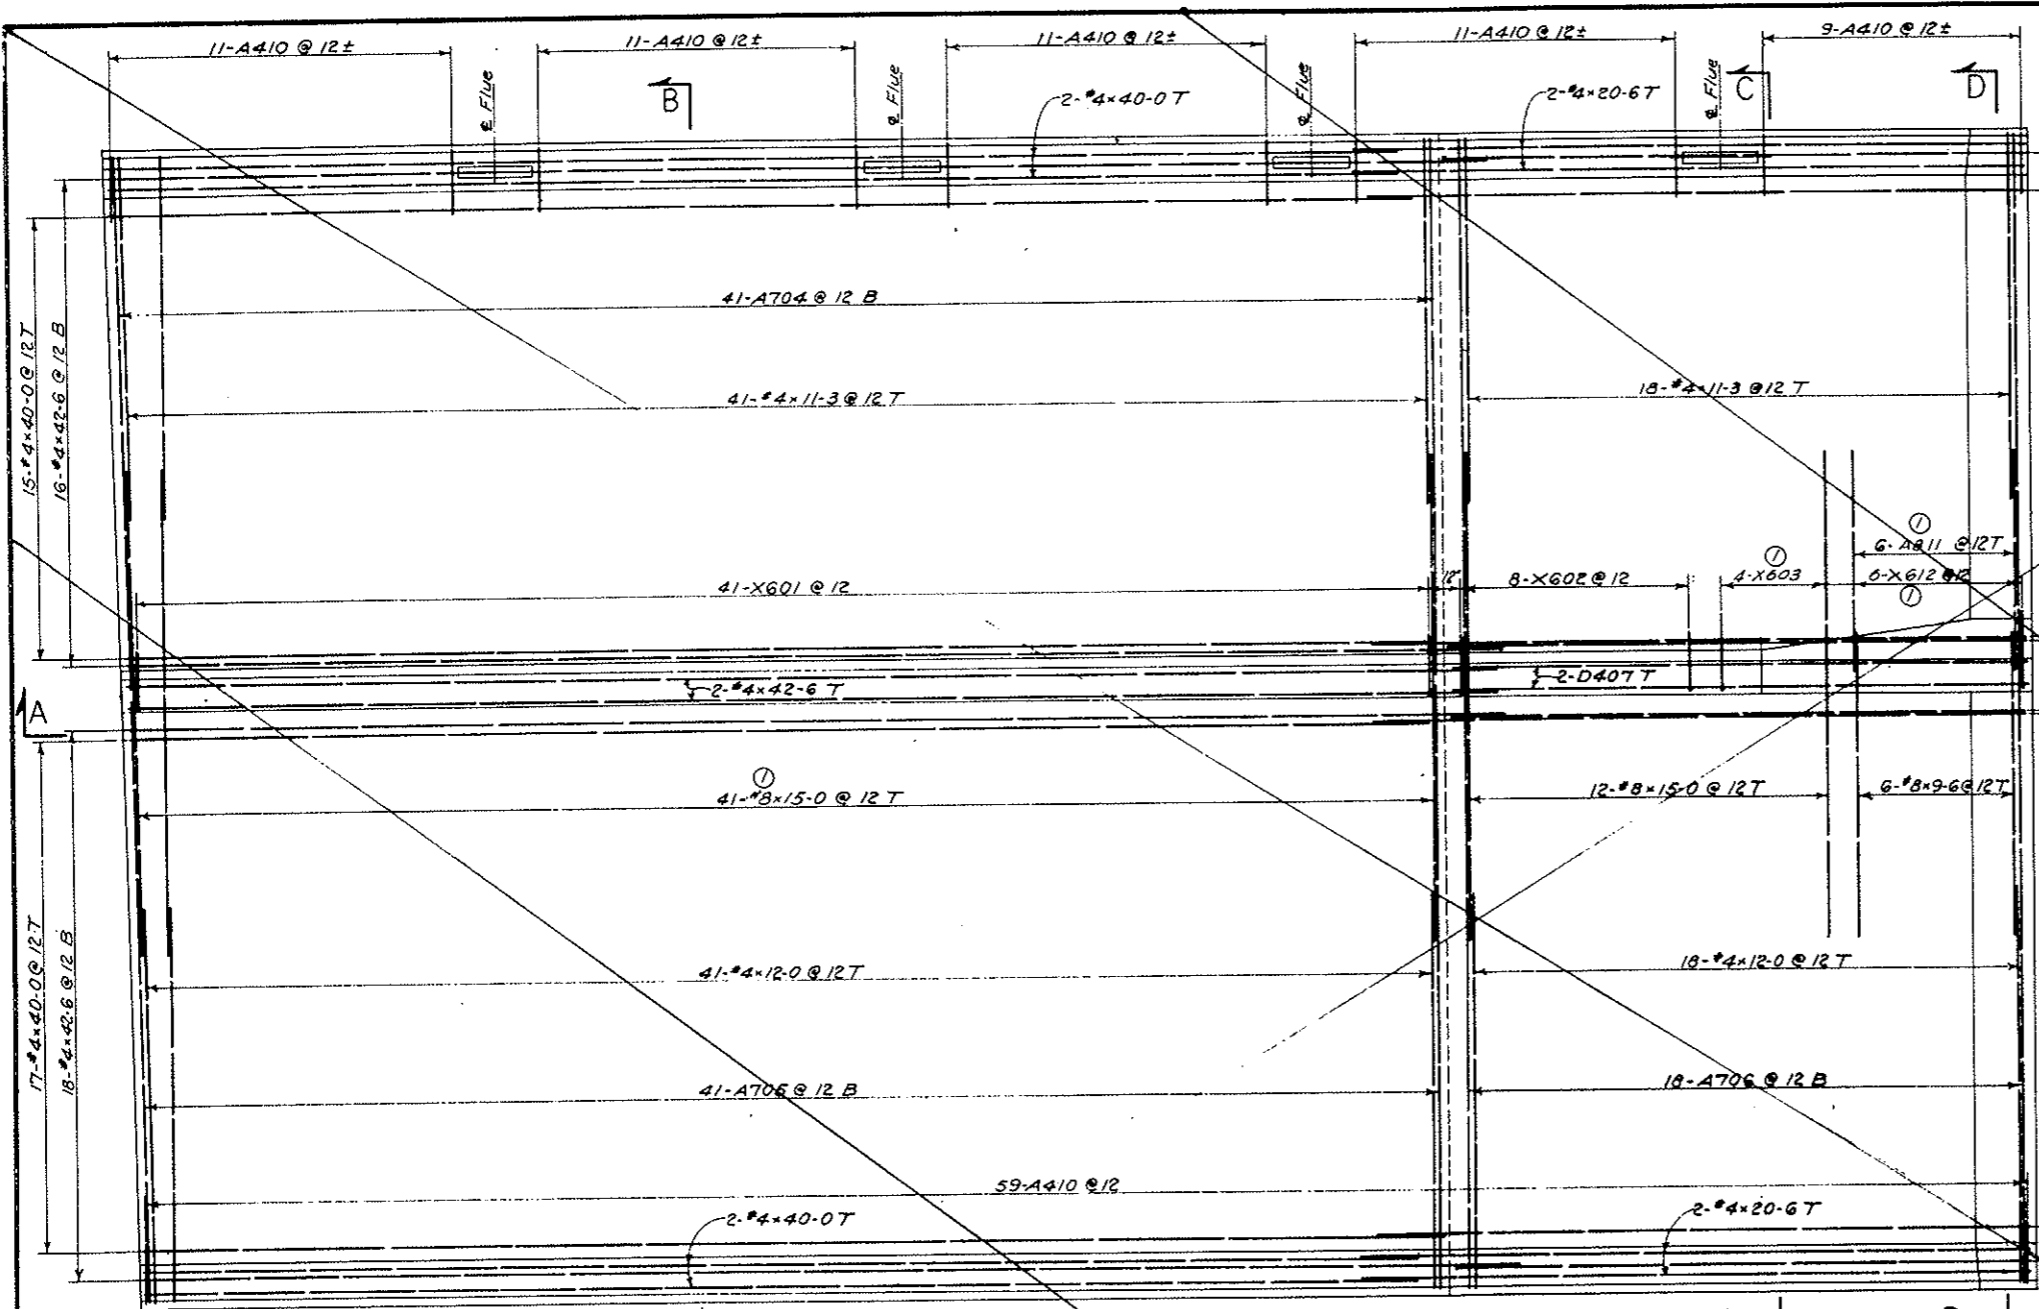 11-A410 @ 12±
11-A410 @ 12±
11-A410 @ 12±
11-A410 @ 12±
9-A410 @ 12±
℄ Flue
B
℄ Flue
2-#4×40-0 T
℄ Flue
2-#4×20-6 T
℄ Flue
C
D
41-A704 @ 12 B
15-#4×40-0 @ 12 T
16-#4×42-6 @ 12 B
41-#4×11-3 @ 12 T
18-#4×11-3 @ 12 T
①
6-A811 @ 12 T
①
41-X601 @ 12
12
8-X602 @ 12
4-X603
6-X612 @ 12
①
2-#4×42-6 T
2-D407 T
A
①
41-#8×15-0 @ 12 T
12-#8×15-0 @ 12 T
6-#8×9-6 @ 12 T
17-#4×40-0 @ 12 T
18-#4×42-6 @ 12 B
41-#4×12-0 @ 12 T
18-#4×12-0 @ 12 T
41-A706 @ 12 B
18-A706 @ 12 B
59-A410 @ 12
2-#4×40-0 T
2-#4×20-6 T